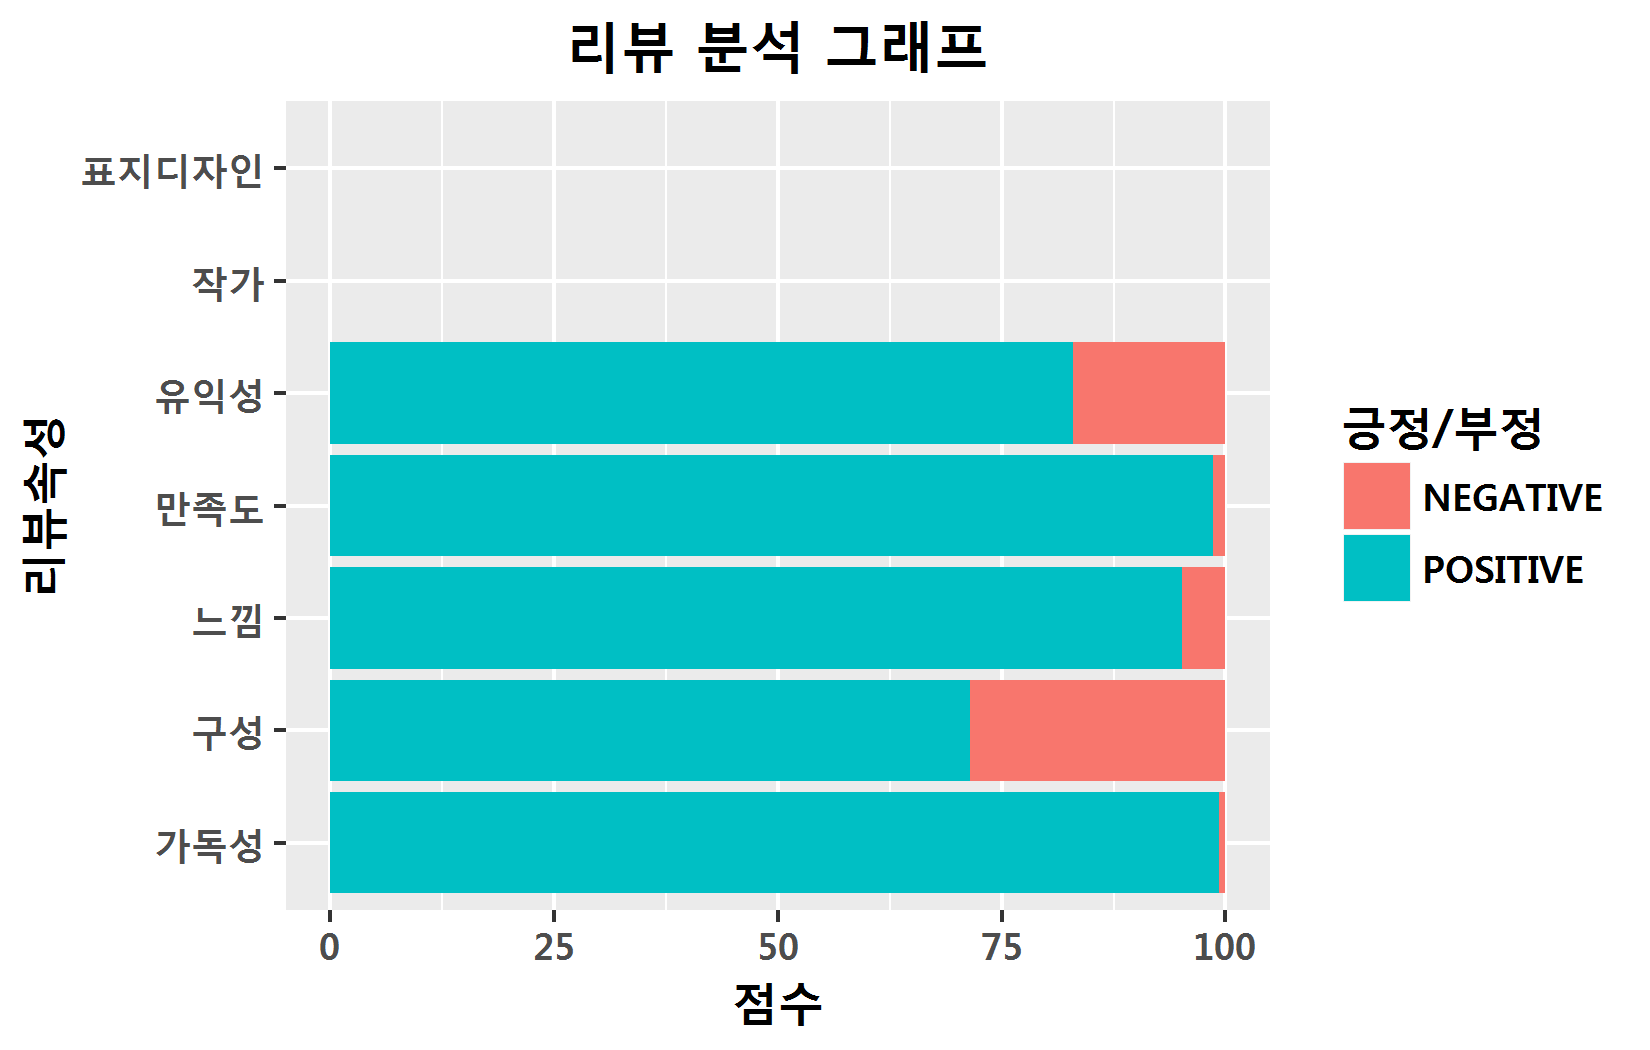 리뷰 분석 그래프
표지디자인
작가
유익성
만족도
느낌
구성
가독성
리뷰속성
0 25 50 75 100
점수
긍정/부정
NEGATIVE
POSITIVE